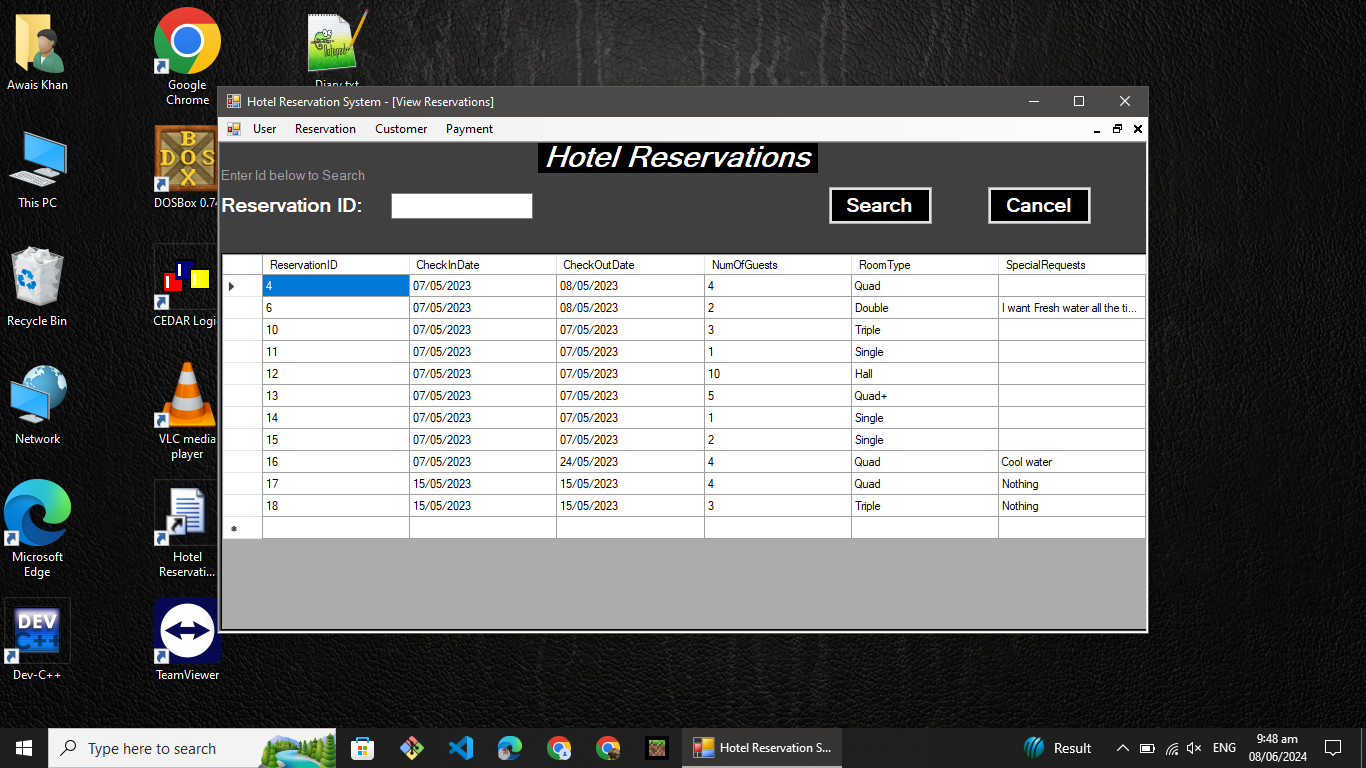 Awais Khan
Google
Chrome
Diary.txt
This PC
DOSBox 0.74
Recycle Bin
CEDAR Logi
Network
VLC media
player
Microsoft
Edge
Hotel
Reservati...
Dev-C++
TeamViewer
Notepad++
BOX
DOS
DEV
C++
Hotel Reservation System - [View Reservations]
User Reservation Customer Payment
Hotel Reservations
Enter Id below to Search
Reservation ID: Search Cancel
ReservationID CheckInDate CheckOutDate NumOfGuests RoomType SpecialRequests
4 07/05/2023 08/05/2023 4 Quad
6 07/05/2023 08/05/2023 2 Double I want Fresh water all the ti...
10 07/05/2023 07/05/2023 3 Triple
11 07/05/2023 07/05/2023 1 Single
12 07/05/2023 07/05/2023 10 Hall
13 07/05/2023 07/05/2023 5 Quad+
14 07/05/2023 07/05/2023 1 Single
15 07/05/2023 07/05/2023 2 Single
16 07/05/2023 24/05/2023 4 Quad Cool water
17 15/05/2023 15/05/2023 4 Quad Nothing
18 15/05/2023 15/05/2023 3 Triple Nothing
Type here to search Hotel Reservation S... Result ENG 9:48 am
08/06/2024